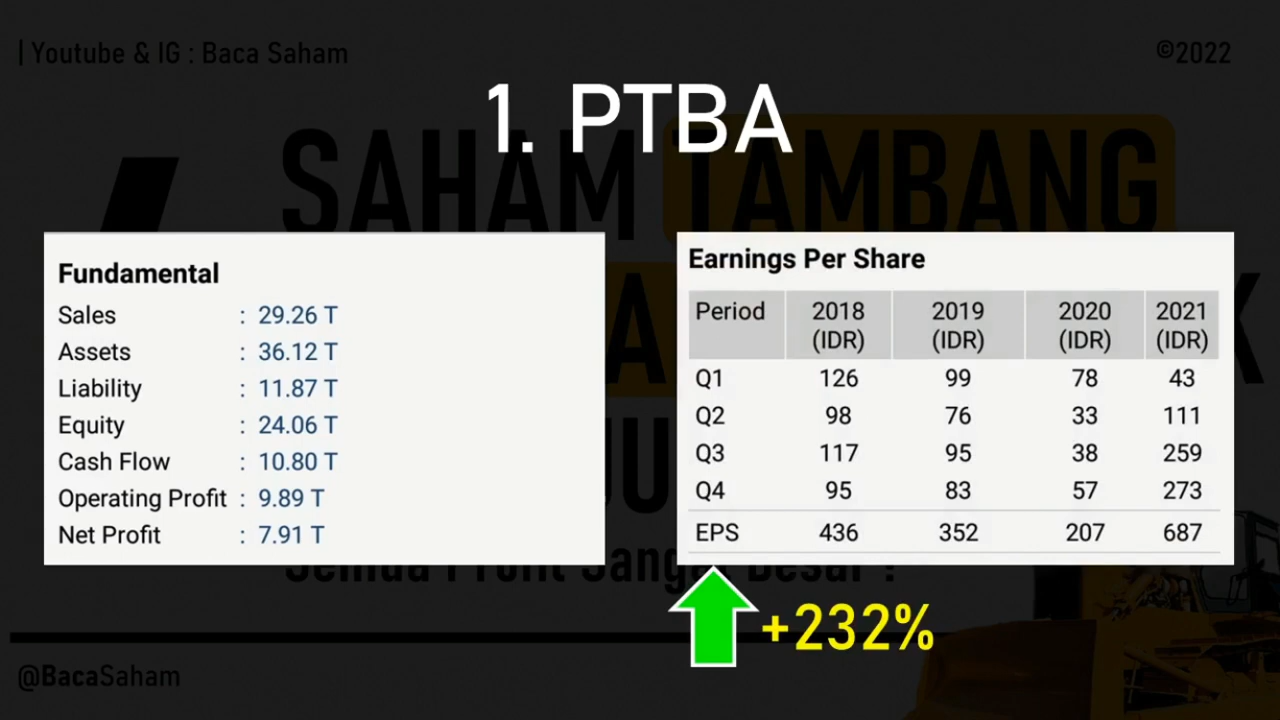 | Youtube & IG : Baca Saham
©2022
1. PTBA
SAHAM TAMBANG
Fundamental
Sales : 29.26 T
Assets : 36.12 T
Liability : 11.87 T
Equity : 24.06 T
Cash Flow : 10.80 T
Operating Profit : 9.89 T
Net Profit : 7.91 T
Earnings Per Share
Period 2018 (IDR) 2019 (IDR) 2020 (IDR) 2021 (IDR)
Q1 126 99 78 43
Q2 98 76 33 111
Q3 117 95 38 259
Q4 95 83 57 273
EPS 436 352 207 687
+232%
@BacaSaham